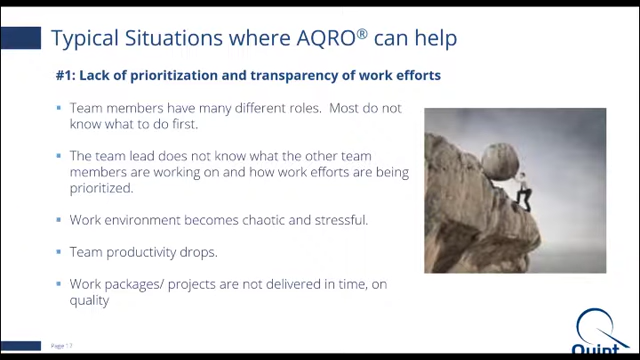 Typical Situations where AQRO® can help
#1: Lack of prioritization and transparency of work efforts
▪ Team members have many different roles. Most do not
know what to do first.
▪ The team lead does not know what the other team
members are working on and how work efforts are being
prioritized.
▪ Work environment becomes chaotic and stressful.
▪ Team productivity drops.
▪ Work packages/ projects are not delivered in time, on
quality
Quint